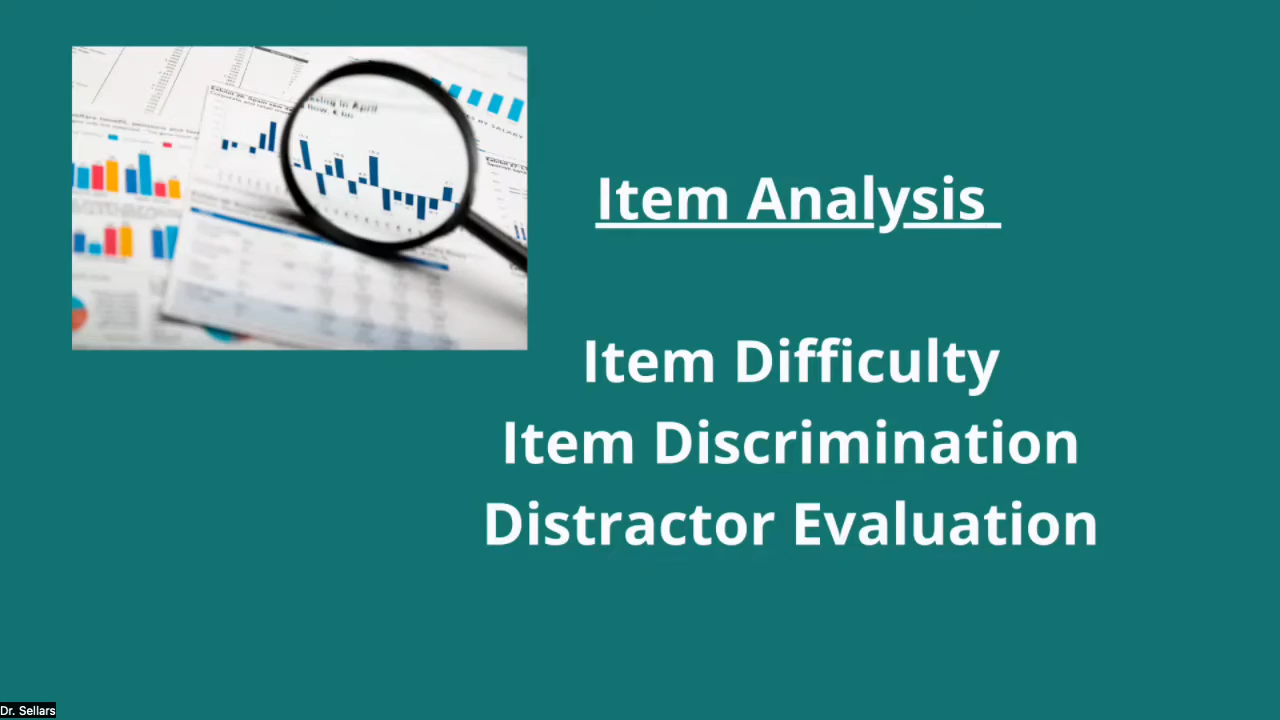 Item Analysis
Item Difficulty
Item Discrimination
Distractor Evaluation
Dr. Sellars